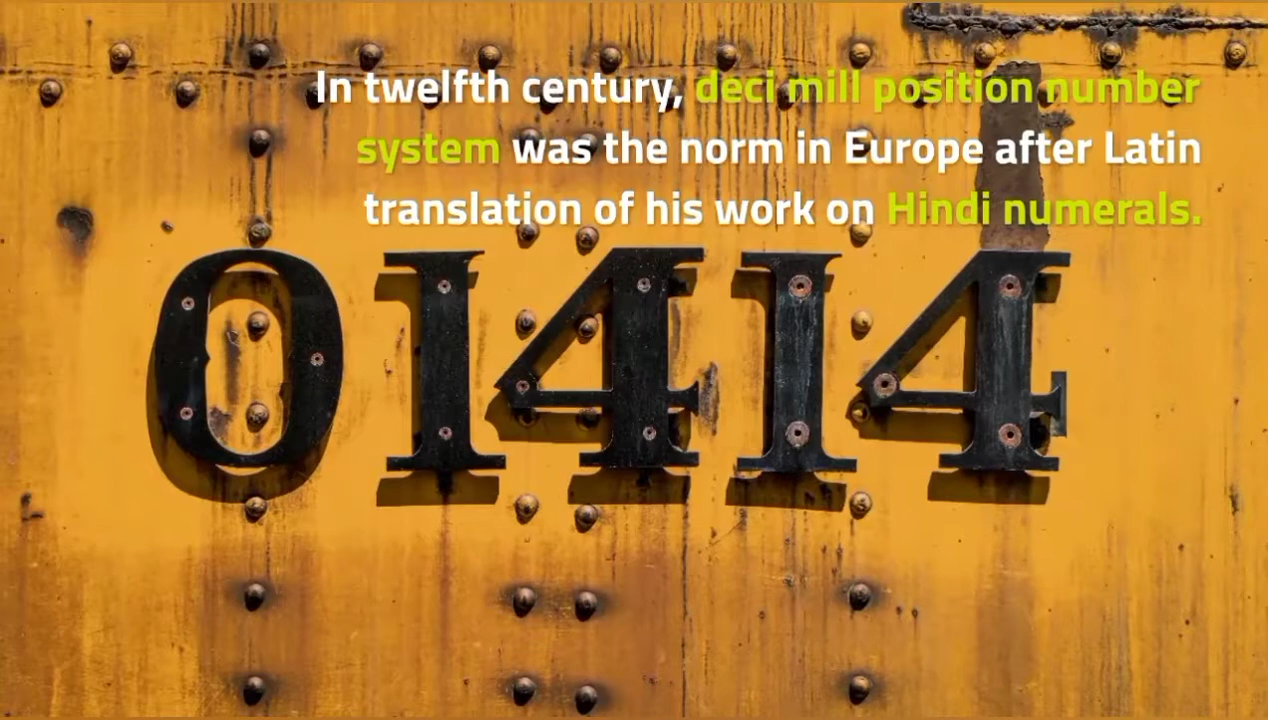 In twelfth century, deci mill position number
system was the norm in Europe after Latin
translation of his work on Hindi numerals.
01414